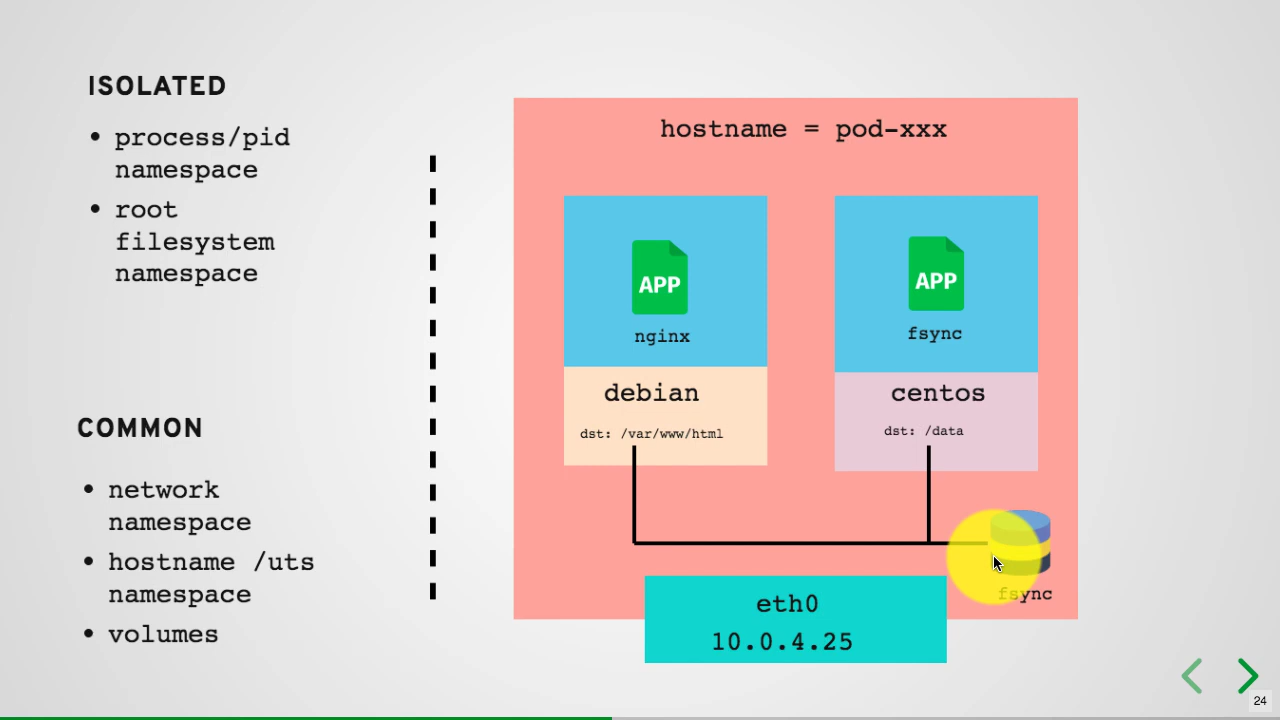 ISOLATED
• process/pid
namespace
• root
filesystem
namespace
COMMON
• network
namespace
• hostname /uts
namespace
• volumes
hostname = pod-xxx
APP
nginx
debian
dst: /var/www/html
APP
fsync
centos
dst: /data
fsync
eth0
10.0.4.25
24